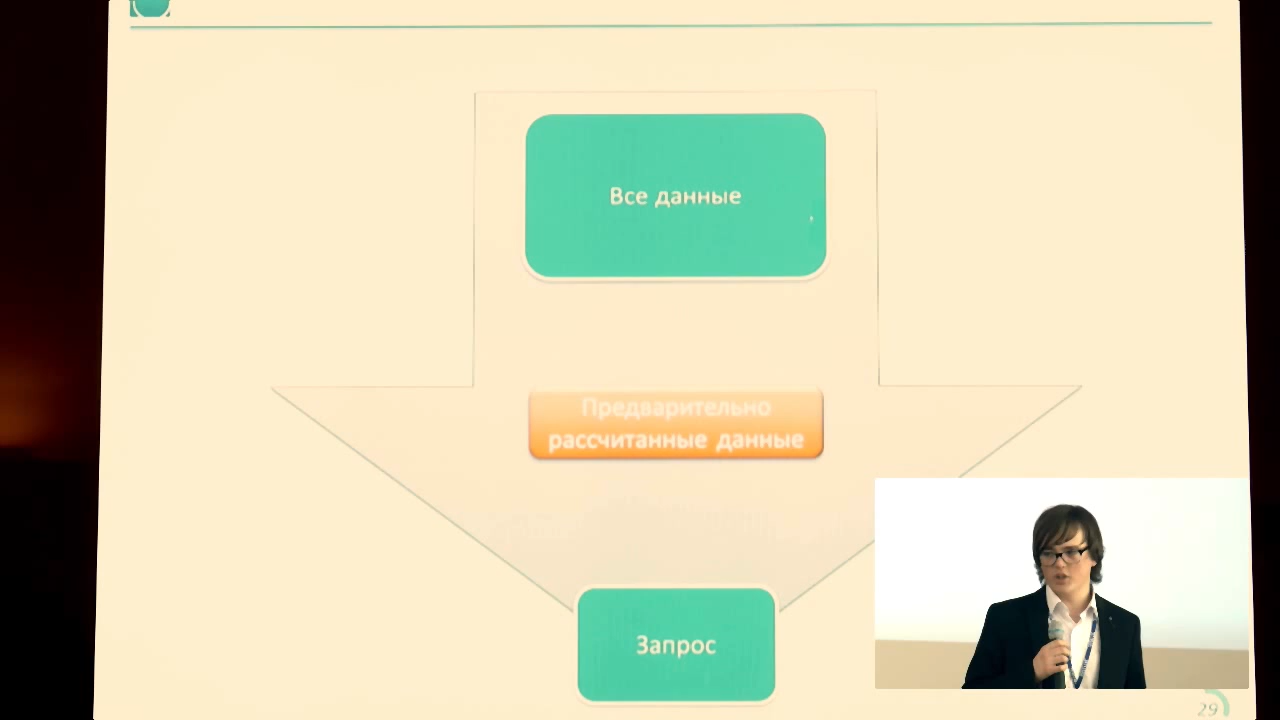 Все данные
Предварительно
рассчитанные данные
Запрос
29